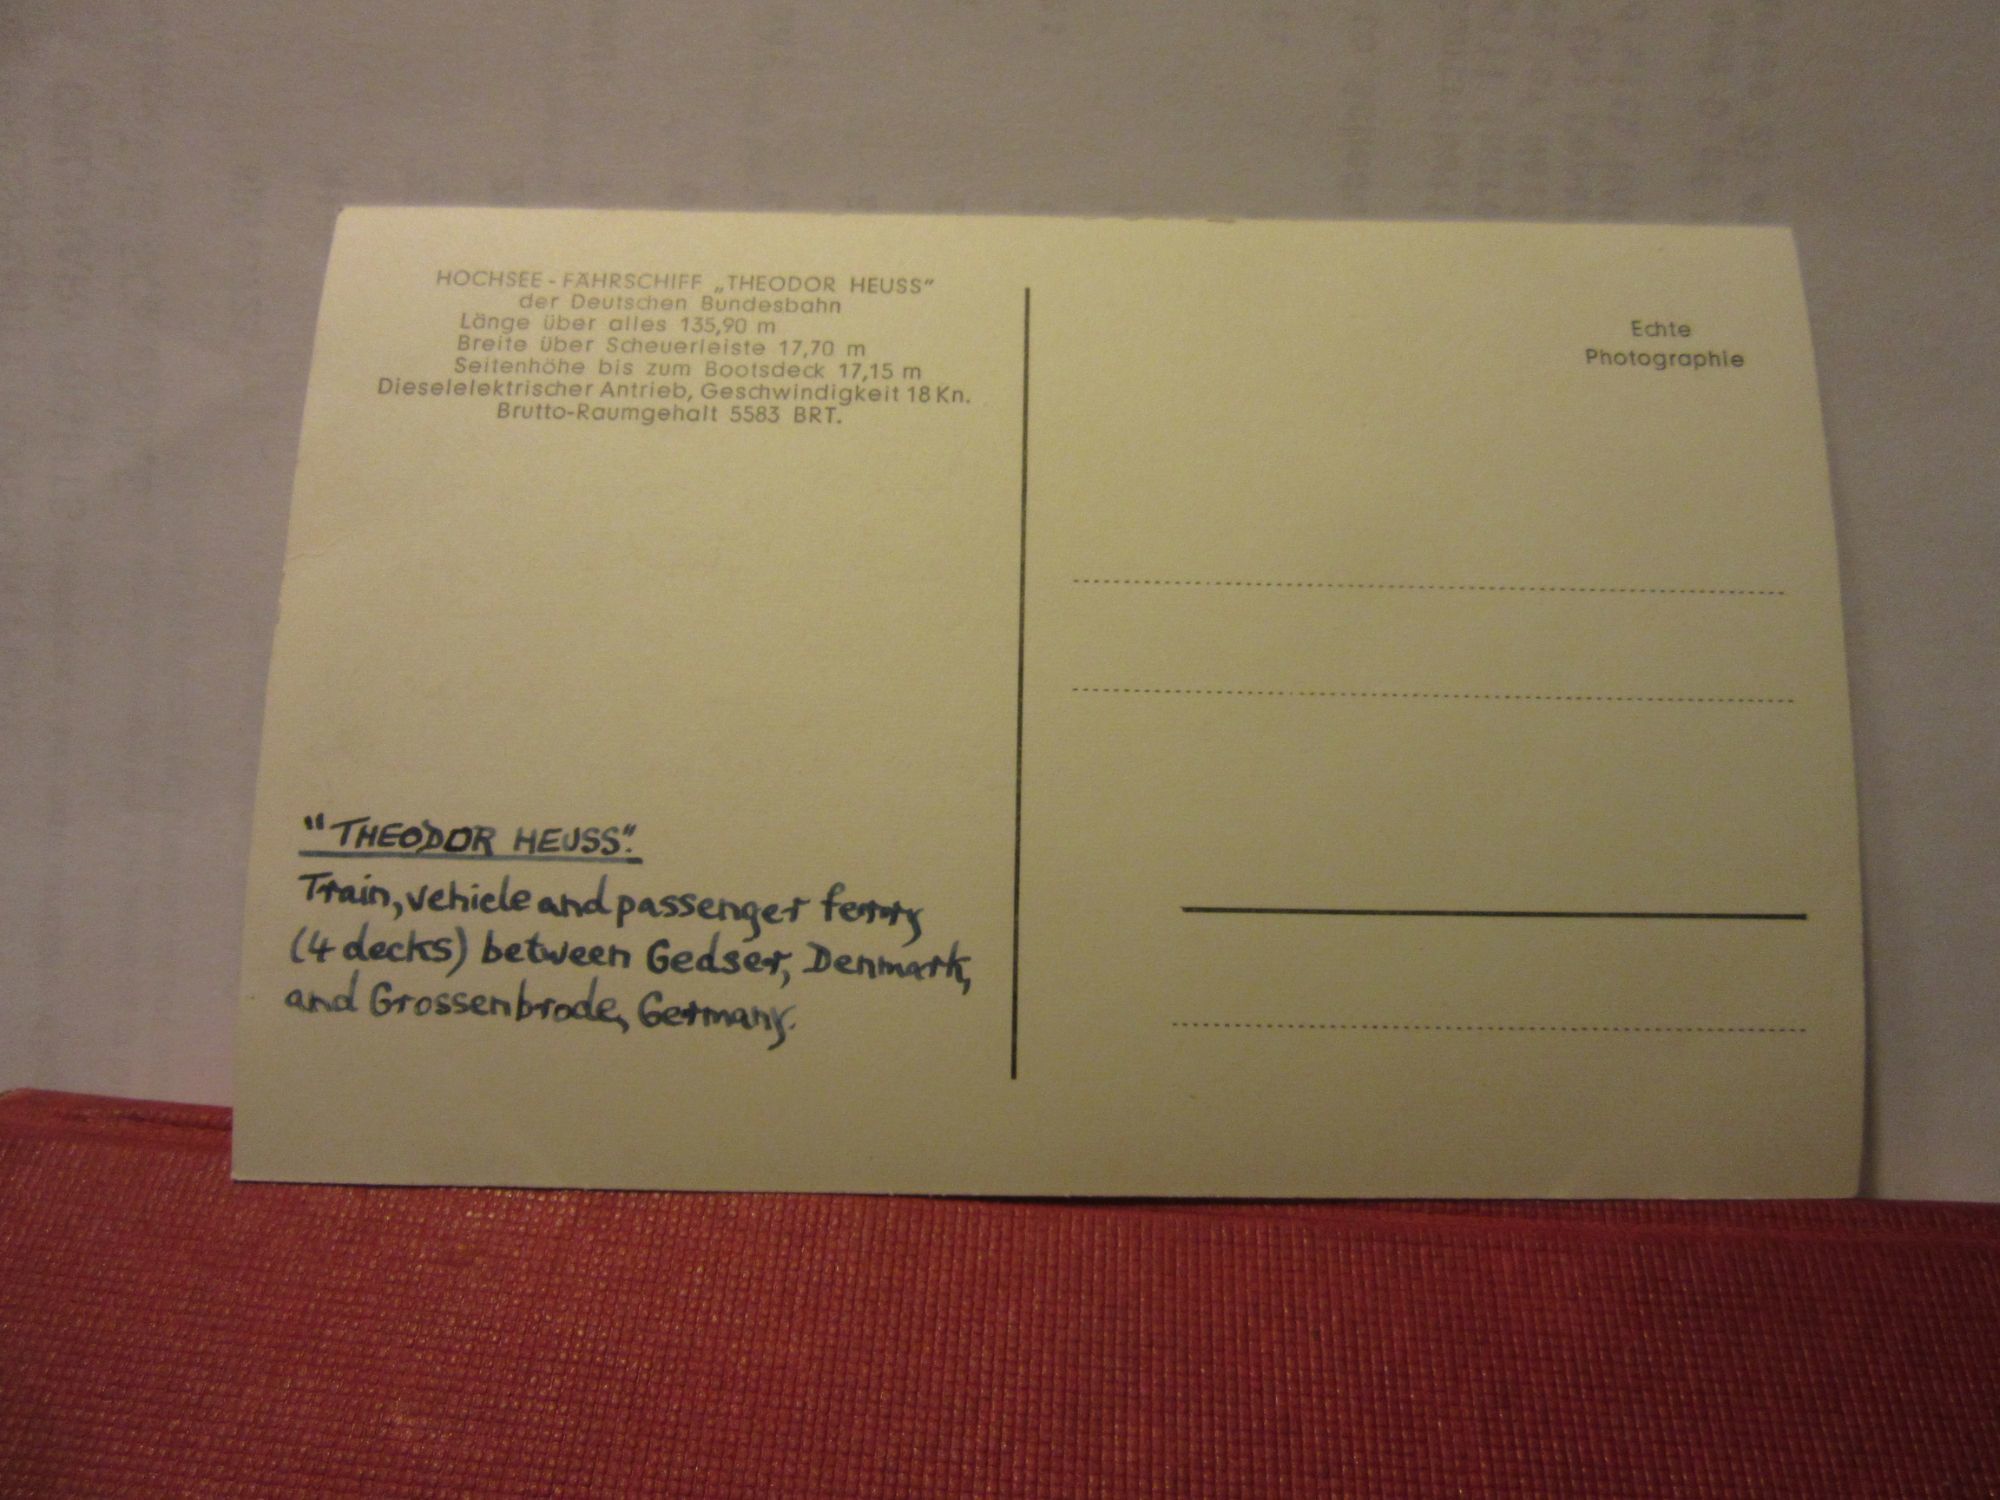 HOCHSEE - FÄHRSCHIFF „THEODOR HEUSS"
der Deutschen Bundesbahn
Länge über alles 135,90 m
Breite über Scheuerleiste 17,70 m
Seitenhöhe bis zum Bootsdeck 17,15 m
Dieselelektrischer Antrieb, Geschwindigkeit 18 Kn.
Brutto-Raumgehalt 5583 BRT.
"THEODOR HEUSS".
Train, vehicle and passenger ferry
(4 decks) between Gedser, Denmark,
and Grossenbrode, Germany.
Echte
Photographie